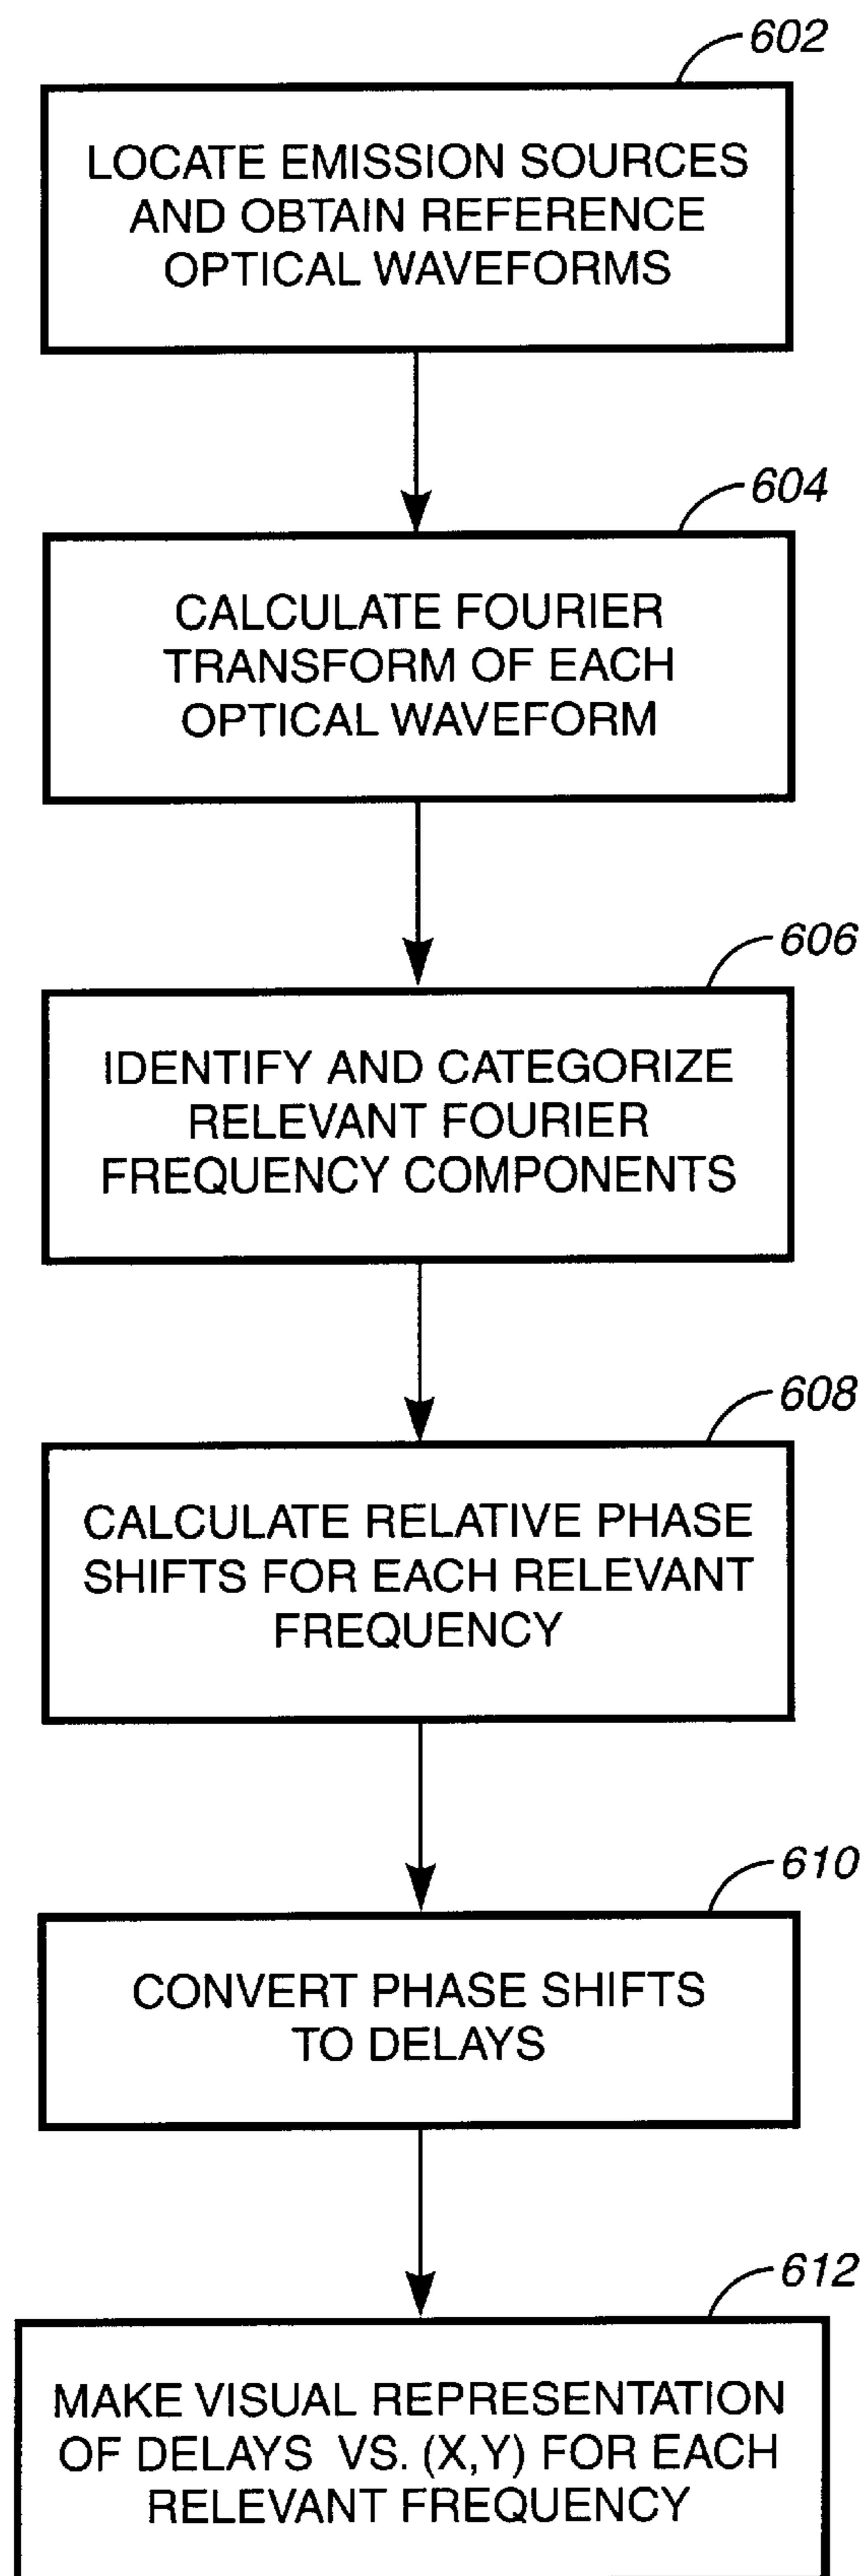 602
LOCATE EMISSION SOURCES
AND OBTAIN REFERENCE
OPTICAL WAVEFORMS
604
CALCULATE FOURIER
TRANSFORM OF EACH
OPTICAL WAVEFORM
606
IDENTIFY AND CATEGORIZE
RELEVANT FOURIER
FREQUENCY COMPONENTS
608
CALCULATE RELATIVE PHASE
SHIFTS FOR EACH RELEVANT
FREQUENCY
610
CONVERT PHASE SHIFTS
TO DELAYS
612
MAKE VISUAL REPRESENTATION
OF DELAYS VS. (X,Y) FOR EACH
RELEVANT FREQUENCY